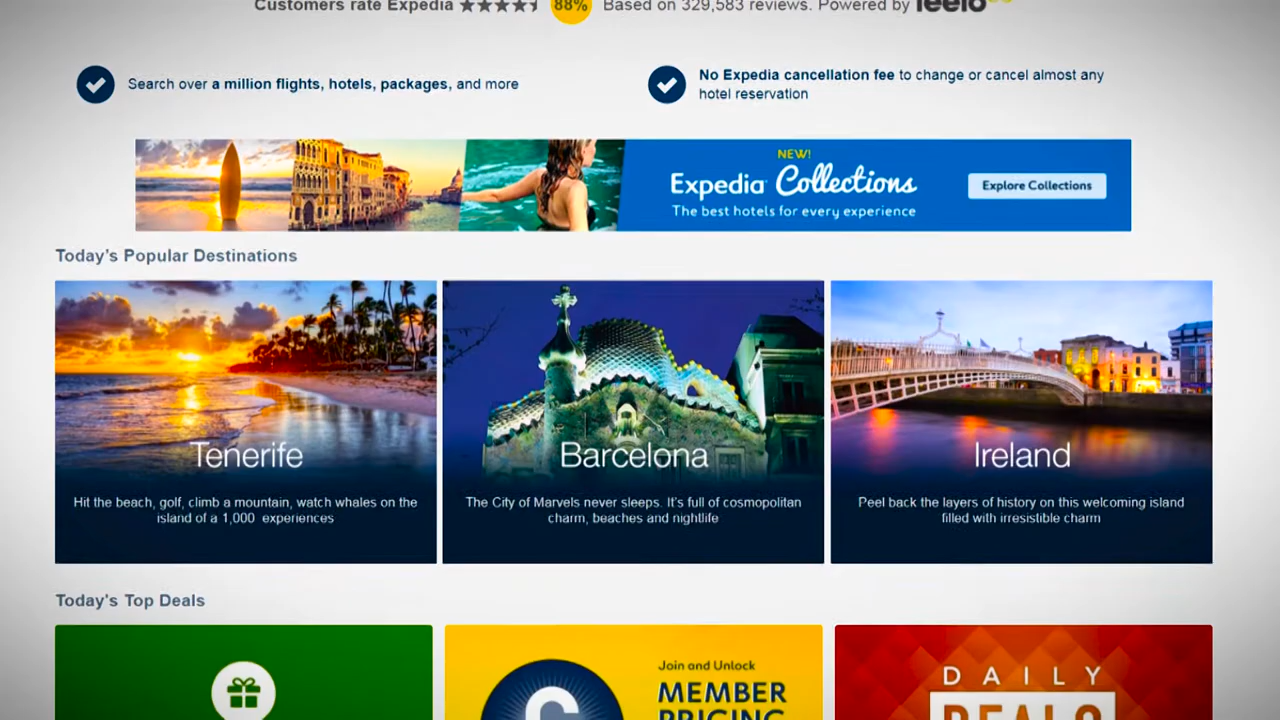 Customers rate Expedia 88% Based on 329,583 reviews. Powered by feefo
Search over a million flights, hotels, packages, and more
No Expedia cancellation fee to change or cancel almost any
hotel reservation
NEW!
Expedia Collections
The best hotels for every experience
Explore Collections
Today's Popular Destinations
Tenerife
Hit the beach, golf, climb a mountain, watch whales on the
island of a 1,000 experiences
Barcelona
The City of Marvels never sleeps. It's full of cosmopolitan
charm, beaches and nightlife
Ireland
Peel back the layers of history on this welcoming island
filled with irresistible charm
Today's Top Deals
Join and Unlock
MEMBER
PRICING
DAILY
DEALS